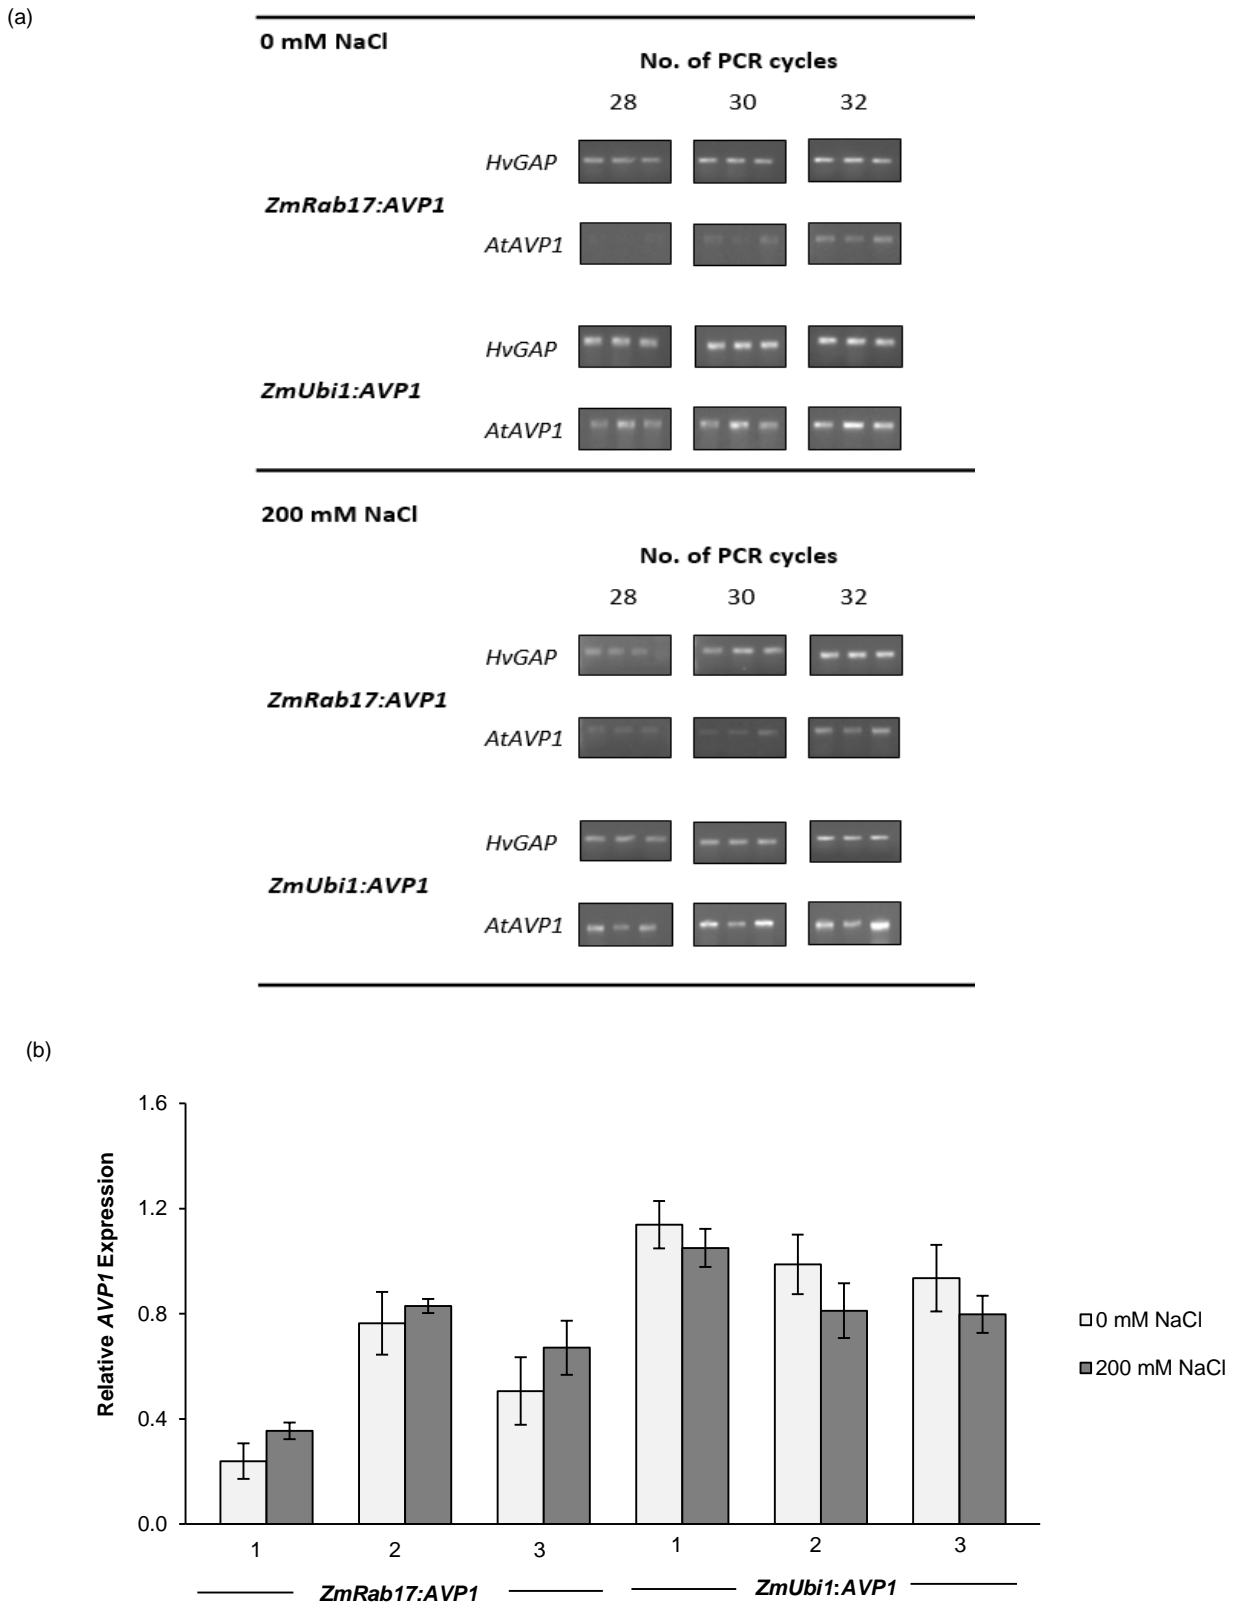 (a)
0 mM NaCl
No. of PCR cycles
28 30 32
HvGAP
ZmRab17:AVP1
AtAVP1
HvGAP
ZmUbi1:AVP1
AtAVP1
200 mM NaCl
No. of PCR cycles
28 30 32
HvGAP
ZmRab17:AVP1
AtAVP1
HvGAP
ZmUbi1:AVP1
AtAVP1
(b)
Relative AVP1 Expression
1.6
1.2
0.8
0.4
0.0
0 mM NaCl
200 mM NaCl
1 2 3 1 2 3
ZmRab17:AVP1 ZmUbi1:AVP1